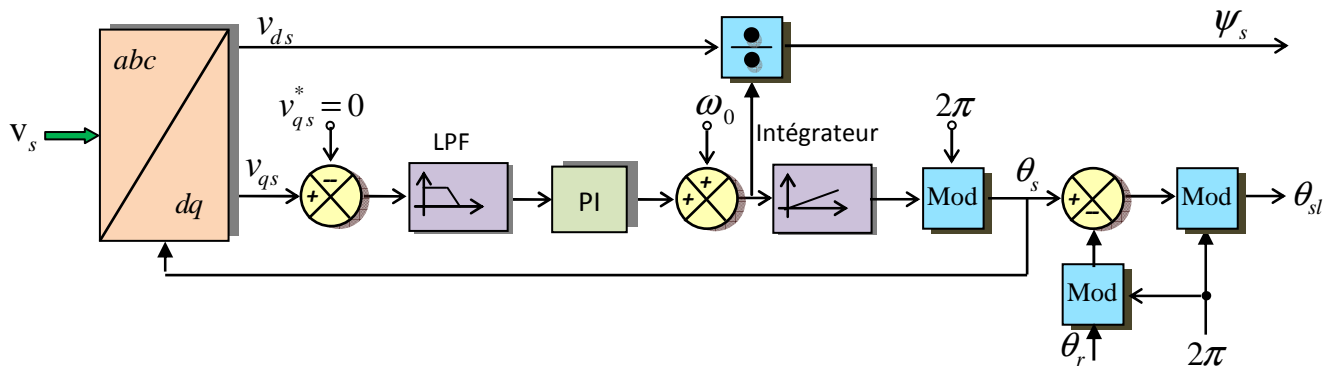 v_ds
ψ_s
abc
v*_qs = 0
ω_0
2π
Intégrateur
LPF
v_s
v_qs
θ_s
dq
PI
Mod
Mod
θ_sl
Mod
θ_r
2π